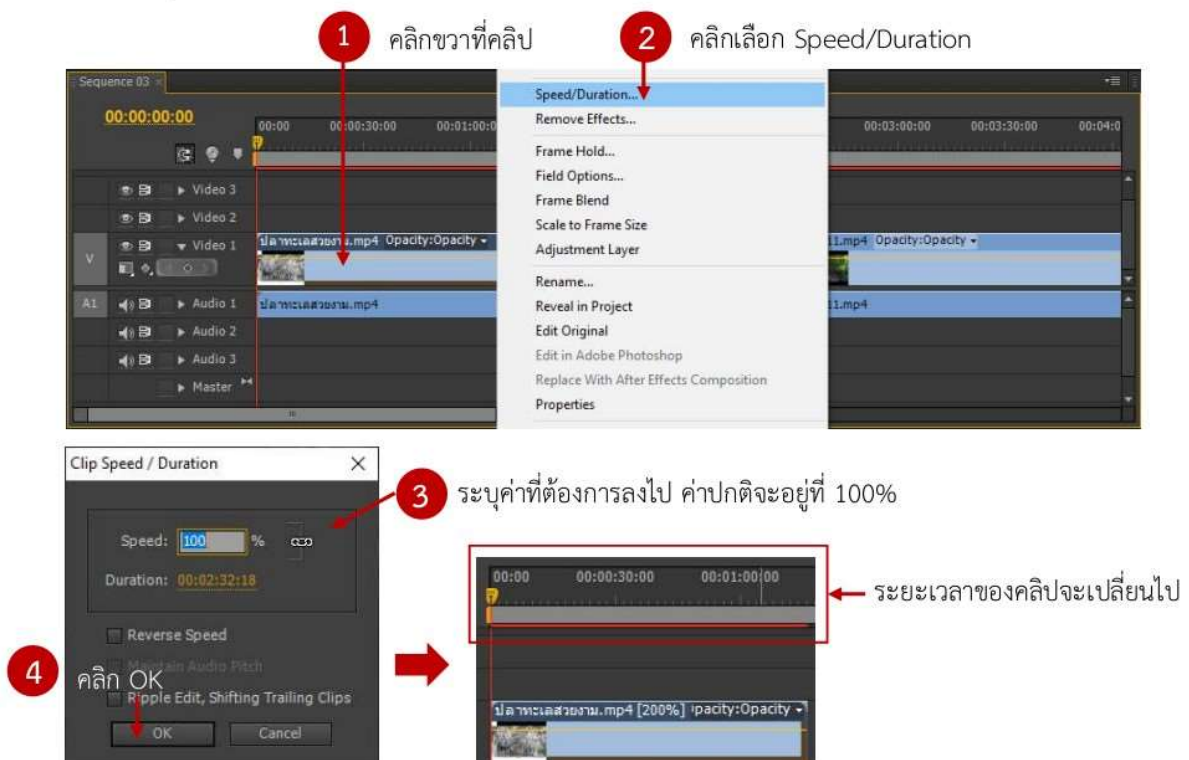 1 คลิกขวาที่คลิป
2 คลิกเลือก Speed/Duration
Sequence 03 ×
00:00:00:00
00:00 00:00:30:00 00:01:00:0
00:03:00:00 00:03:30:00 00:04:0
Speed/Duration...
Remove Effects...
Frame Hold...
Field Options...
Frame Blend
Scale to Frame Size
Adjustment Layer
Rename...
Reveal in Project
Edit Original
Edit in Adobe Photoshop
Replace With After Effects Composition
Properties
Video 3
Video 2
V Video 1
ปลาทะเลสวยงาม.mp4 Opacity:Opacity
11.mp4 Opacity:Opacity
A1 Audio 1
ปลาทะเลสวยงาม.mp4
11.mp4
Audio 2
Audio 3
Master
Clip Speed / Duration
3 ระบุค่าที่ต้องการลงไป ค่าปกติจะอยู่ที่ 100%
Speed: 100 %
Duration: 00:02:32:18
Reverse Speed
Maintain Audio Pitch
4 คลิก OK
Ripple Edit, Shifting Trailing Clips
OK Cancel
00:00 00:00:30:00 00:01:00:00
ระยะเวลาของคลิปจะเปลี่ยนไป
ปลาทะเลสวยงาม.mp4 [200%] pacity:Opacity